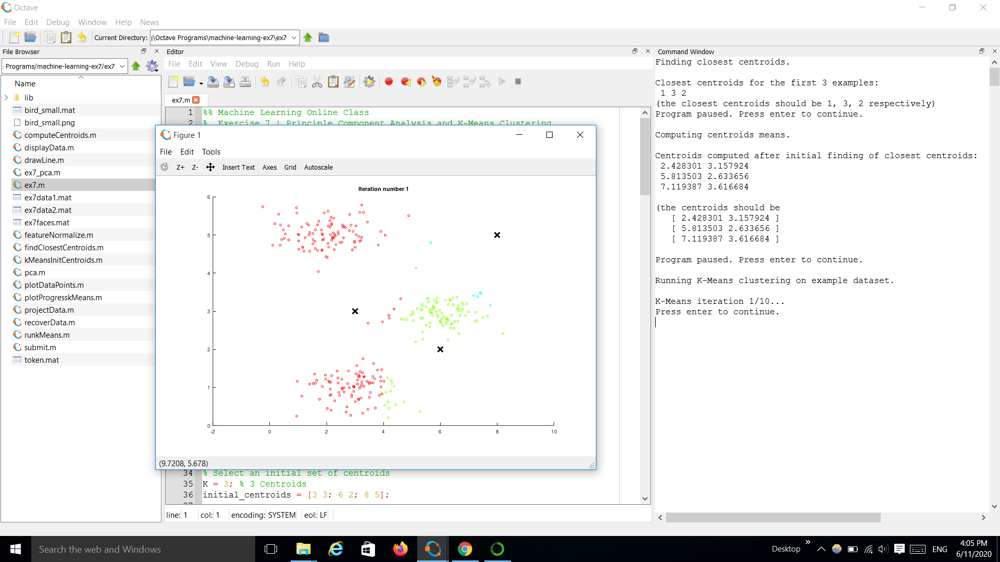 Octave
File Edit Debug Window Help News
Current Directory: \Octave Programs\machine-learning-ex7\ex7
File Browser
Programs/machine-learning-ex7/ex7
Name
lib
bird_small.mat
bird_small.png
computeCentroids.m
displayData.m
drawLine.m
ex7_pca.m
ex7.m
ex7data1.mat
ex7data2.mat
ex7faces.mat
featureNormalize.m
findClosestCentroids.m
kMeansInitCentroids.m
pca.m
plotDataPoints.m
plotProgresskMeans.m
projectData.m
recoverData.m
runkMeans.m
submit.m
token.mat
Editor
File Edit View Debug Run Help
ex7.m
1 %% Machine Learning Online Class
2 % Exercise 7 | Principle Component Analysis and K-Means Clustering
Figure 1
File Edit Tools
Z+ Z- Insert Text Axes Grid Autoscale
Iteration number 1
6
5
4
3
2
1
0
-2 0 2 4 6 8 10
(9.7208, 5.678)
34 % Select an initial set of centroids
35 K = 3; % 3 Centroids
36 initial_centroids = [3 3; 6 2; 8 5];
line: 1 col: 1 encoding: SYSTEM eol: LF
Command Window
Finding closest centroids.
Closest centroids for the first 3 examples:
1 3 2
(the closest centroids should be 1, 3, 2 respectively)
Program paused. Press enter to continue.
Computing centroids means.
Centroids computed after initial finding of closest centroids:
2.428301 3.157924
5.813503 2.633656
7.119387 3.616684
(the centroids should be
[ 2.428301 3.157924 ]
[ 5.813503 2.633656 ]
[ 7.119387 3.616684 ]
Program paused. Press enter to continue.
Running K-Means clustering on example dataset.
K-Means iteration 1/10...
Press enter to continue.
Search the web and Windows
Desktop
ENG
4:05 PM
6/11/2020